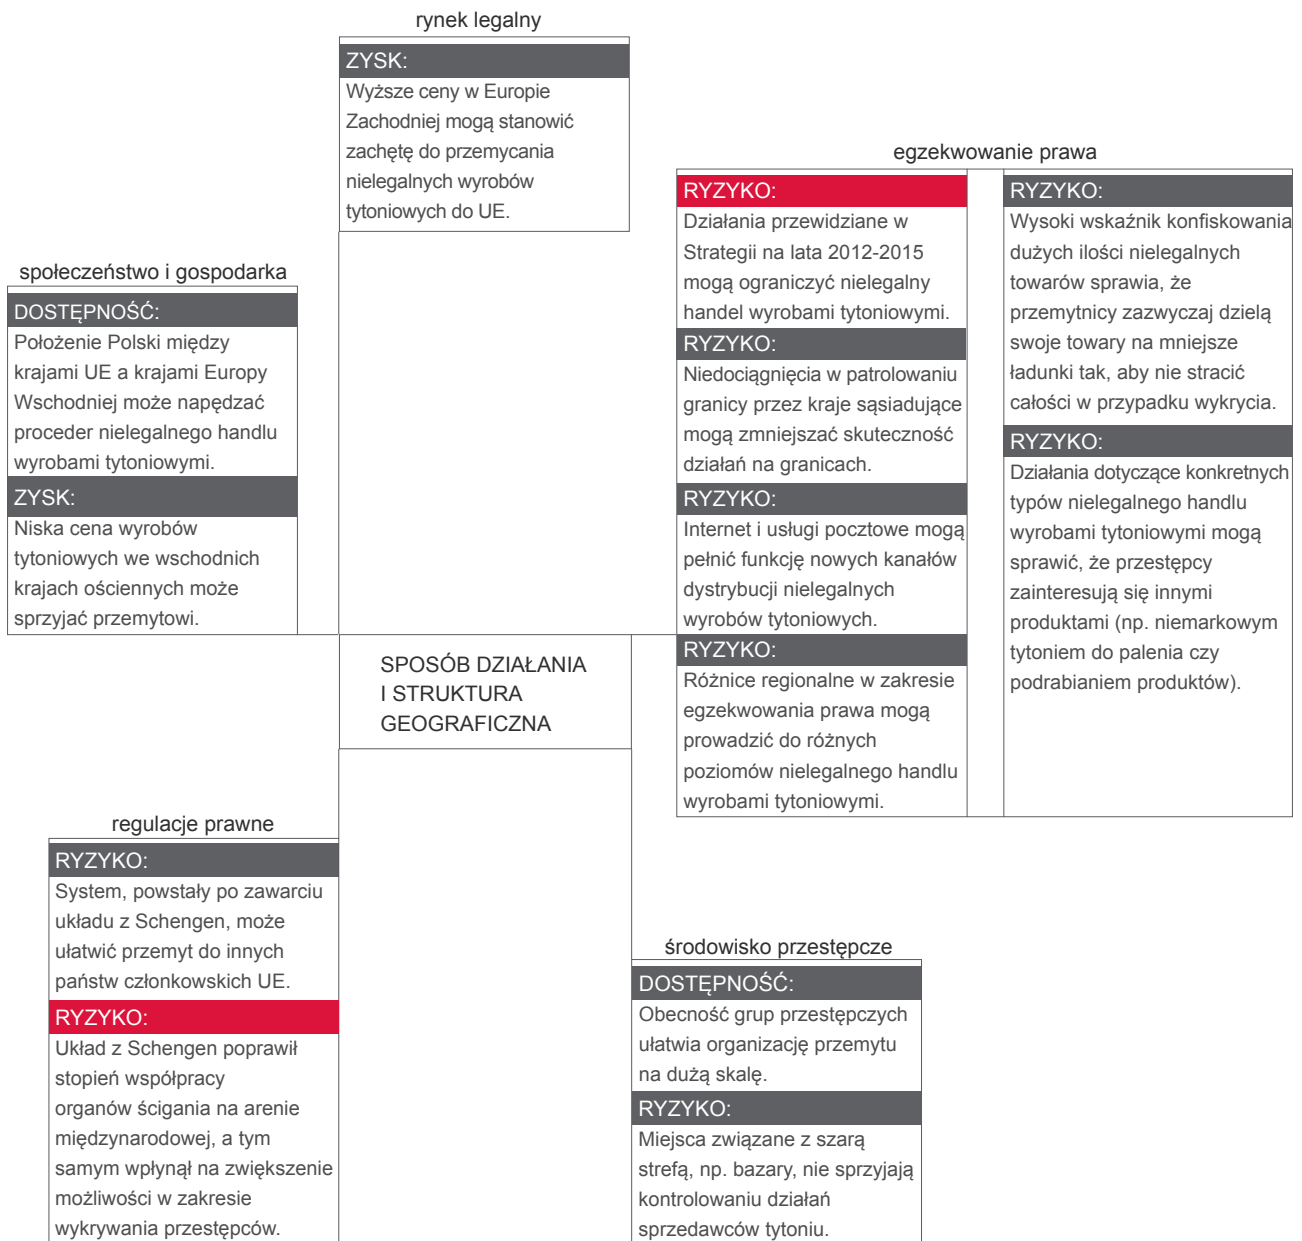 rynek legalny
ZYSK:
Wyższe ceny w Europie
Zachodniej mogą stanowić
zachętę do przemycania
nielegalnych wyrobów
tytoniowych do UE.
społeczeństwo i gospodarka
DOSTĘPNOŚĆ:
Położenie Polski między
krajami UE a krajami Europy
Wschodniej może napędzać
proceder nielegalnego handlu
wyrobami tytoniowymi.
ZYSK:
Niska cena wyrobów
tytoniowych we wschodnich
krajach ościennych może
sprzyjać przemytowi.
egzekwowanie prawa
RYZYKO:
Działania przewidziane w
Strategii na lata 2012-2015
mogą ograniczyć nielegalny
handel wyrobami tytoniowymi.
RYZYKO:
Niedociągnięcia w patrolowaniu
granicy przez kraje sąsiadujące
mogą zmniejszać skuteczność
działań na granicach.
RYZYKO:
Internet i usługi pocztowe mogą
pełnić funkcję nowych kanałów
dystrybucji nielegalnych
wyrobów tytoniowych.
RYZYKO:
Różnice regionalne w zakresie
egzekwowania prawa mogą
prowadzić do różnych
poziomów nielegalnego handlu
wyrobami tytoniowymi.
RYZYKO:
Wysoki wskaźnik konfiskowania
dużych ilości nielegalnych
towarów sprawia, że
przemytnicy zazwyczaj dzielą
swoje towary na mniejsze
ładunki tak, aby nie stracić
całości w przypadku wykrycia.
RYZYKO:
Działania dotyczące konkretnych
typów nielegalnego handlu
wyrobami tytoniowymi mogą
sprawić, że przestępcy
zainteresują się innymi
produktami (np. niemarkowym
tytoniem do palenia czy
podrabianiem produktów).
SPOSÓB DZIAŁANIA
I STRUKTURA
GEOGRAFICZNA
regulacje prawne
RYZYKO:
System, powstały po zawarciu
układu z Schengen, może
ułatwić przemyt do innych
państw członkowskich UE.
RYZYKO:
Układ z Schengen poprawił
stopień współpracy
organów ścigania na arenie
międzynarodowej, a tym
samym wpłynął na zwiększenie
możliwości w zakresie
wykrywania przestępców.
środowisko przestępcze
DOSTĘPNOŚĆ:
Obecność grup przestępczych
ułatwia organizację przemytu
na dużą skalę.
RYZYKO:
Miejsca związane z szarą
strefą, np. bazary, nie sprzyjają
kontrolowaniu działań
sprzedawców tytoniu.